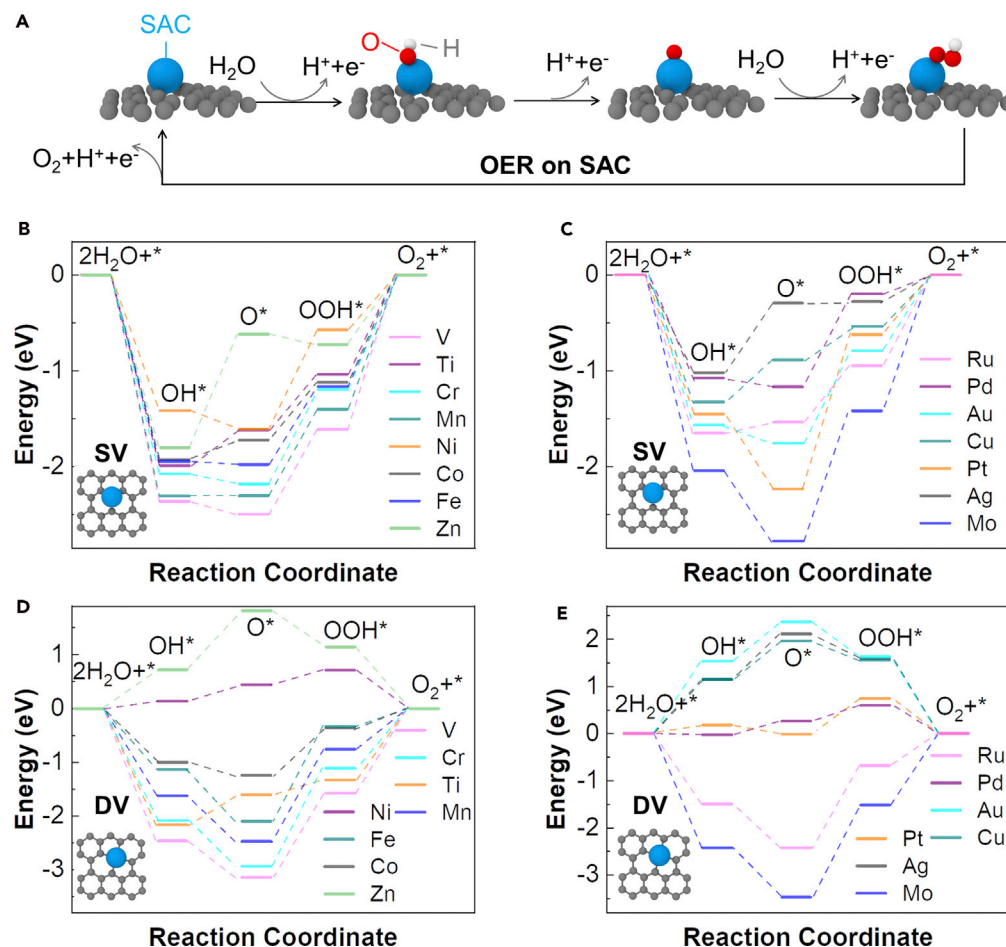 A
SAC
O
H
H₂O
H⁺+e⁻
H⁺+e⁻
H₂O
H⁺+e⁻
O₂+H⁺+e⁻
OER on SAC
B
2H₂O+*
O₂+*
O*
OOH*
OH*
0
-1
-2
Energy (eV)
SV
V
Ti
Cr
Mn
Ni
Co
Fe
Zn
Reaction Coordinate
C
2H₂O+*
O₂+*
O*
OOH*
OH*
0
-1
-2
Energy (eV)
SV
Ru
Pd
Au
Cu
Pt
Ag
Mo
Reaction Coordinate
D
O*
OH*
OOH*
2H₂O+*
O₂+*
1
0
-1
-2
-3
Energy (eV)
DV
V
Cr
Ti
Mn
Ni
Fe
Co
Zn
Reaction Coordinate
E
OH*
O*
OOH*
2H₂O+*
O₂+*
2
1
0
-1
-2
-3
Energy (eV)
DV
Ru
Pd
Au
Cu
Pt
Ag
Mo
Reaction Coordinate